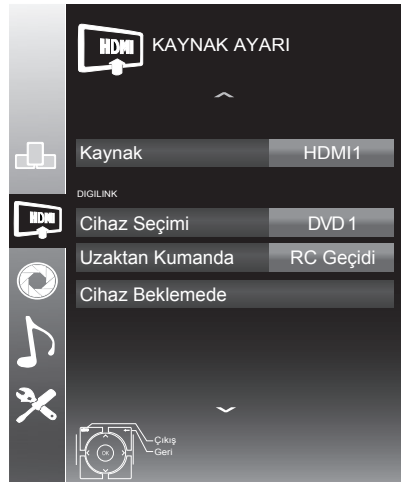 HDMI KAYNAK AYARI
Kaynak HDMI1
DIGILINK
HDMI
Cihaz Seçimi DVD 1
Uzaktan Kumanda RC Geçidi
Cihaz Beklemede
Çıkış
OK
Geri